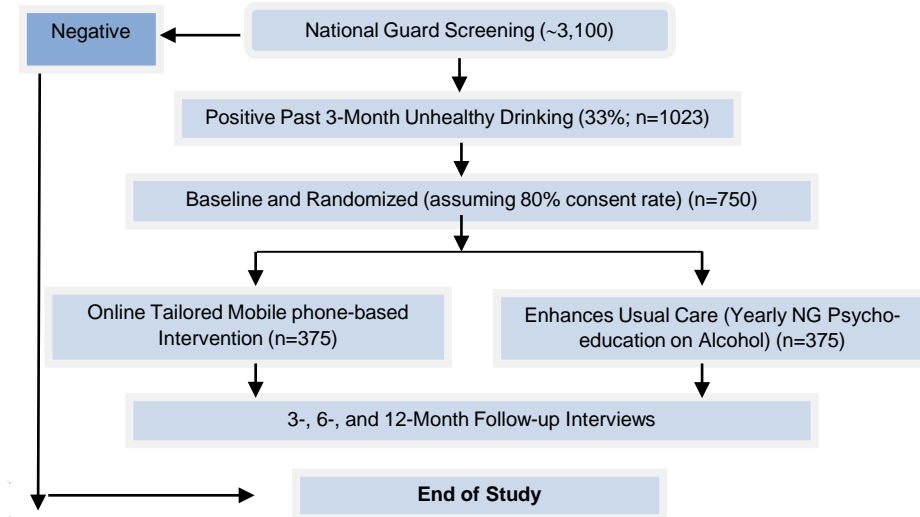 Negative
National Guard Screening (~3,100)
Positive Past 3-Month Unhealthy Drinking (33%; n=1023)
Baseline and Randomized (assuming 80% consent rate) (n=750)
Online Tailored Mobile phone-based
Intervention (n=375)
Enhances Usual Care (Yearly NG Psycho-
education on Alcohol) (n=375)
3-, 6-, and 12-Month Follow-up Interviews
End of Study